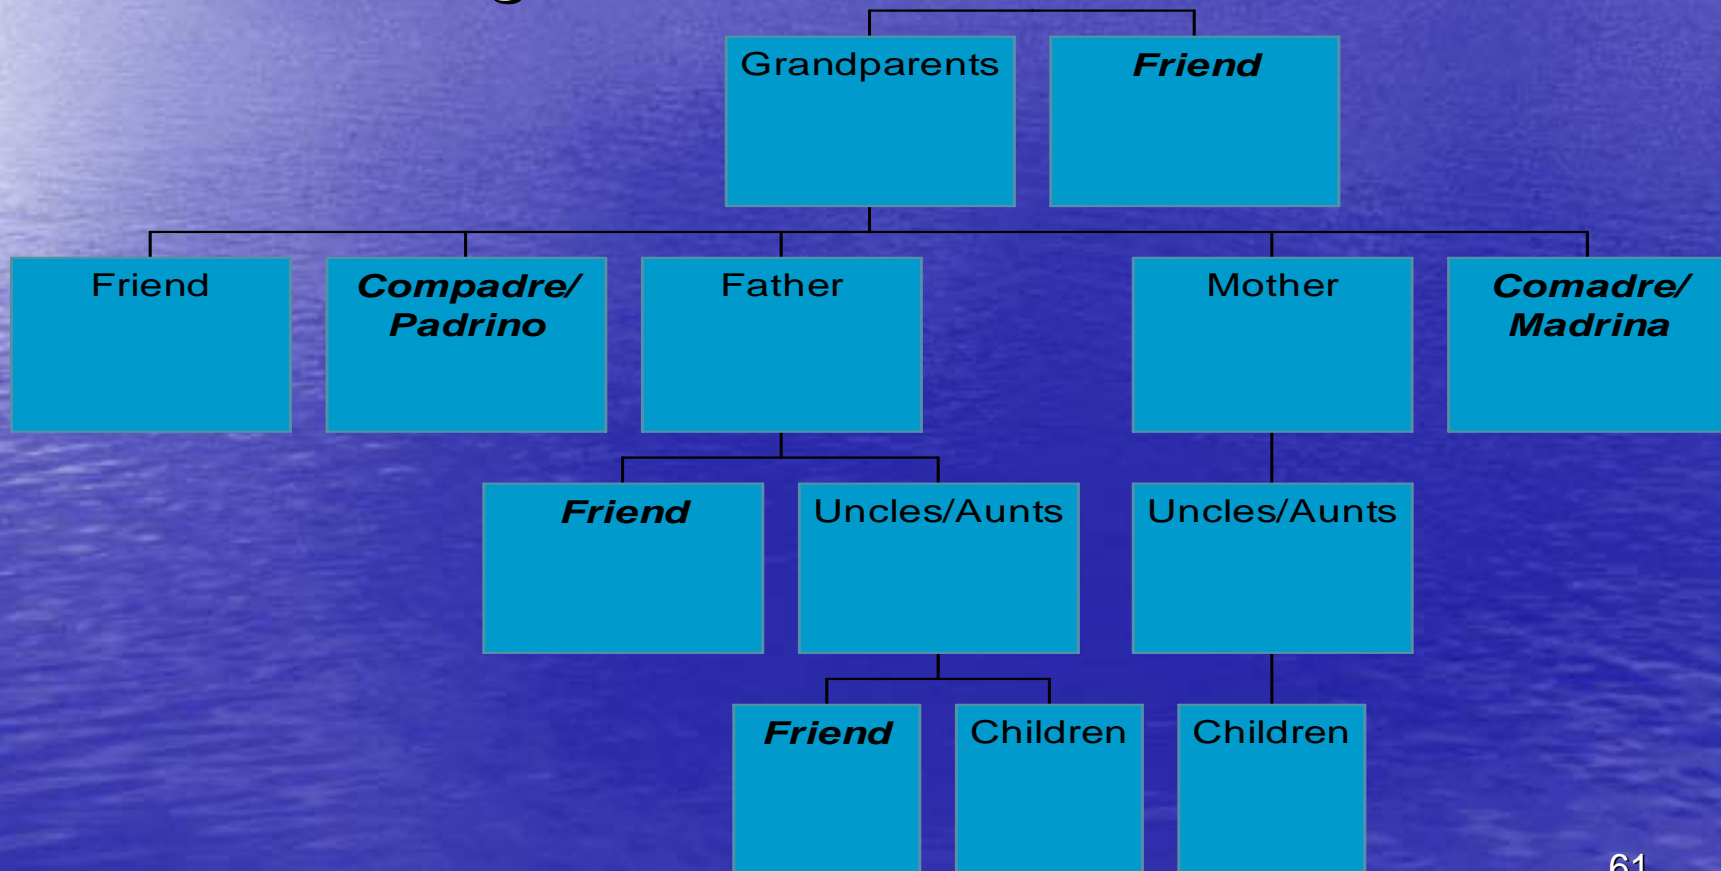 Grandparents
Friend
Friend
Compadre/
Padrino
Father
Mother
Comadre/
Madrina
Friend
Uncles/Aunts
Uncles/Aunts
Friend
Children
Children
61